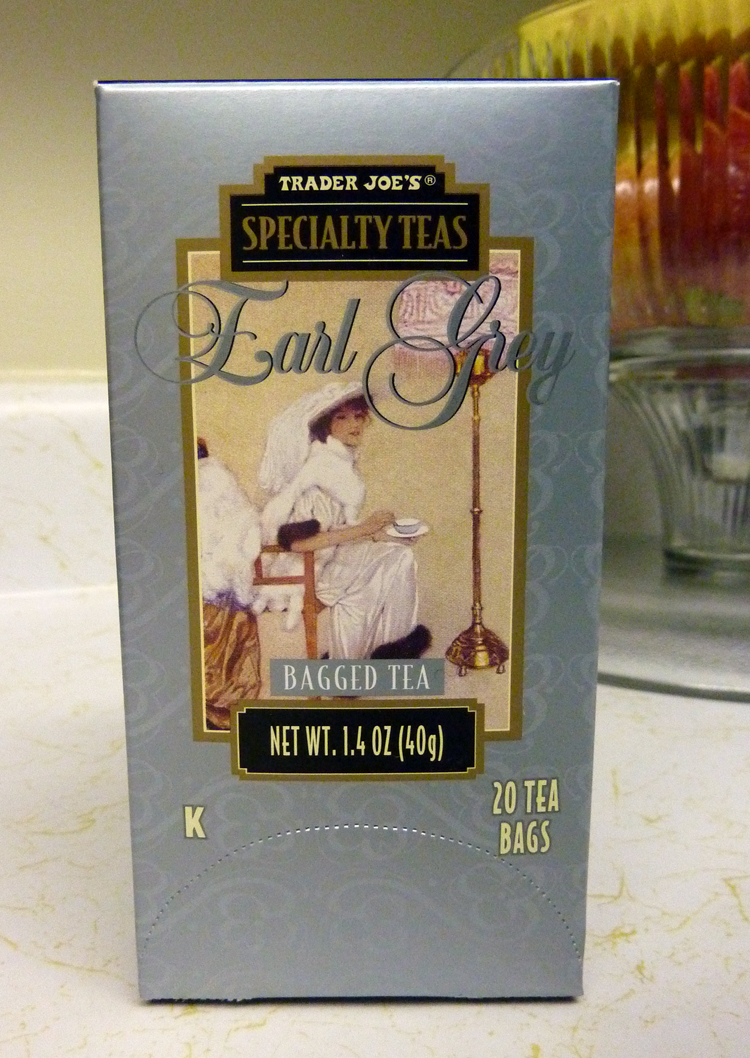 TRADER JOE'S®
SPECIALTY TEAS
Earl Grey
BAGGED TEA
NET WT. 1.4 OZ (40g)
K
20 TEA
BAGS